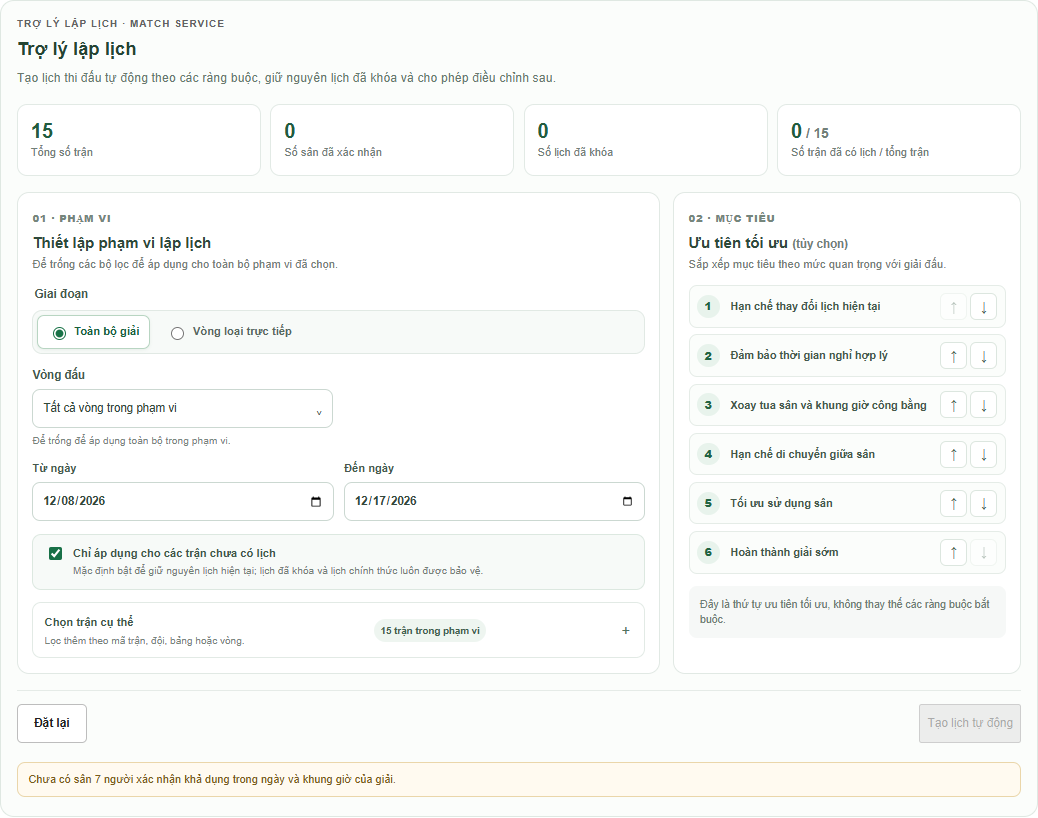 TRỢ LÝ LẬP LỊCH · MATCH SERVICE
Trợ lý lập lịch
Tạo lịch thi đấu tự động theo các ràng buộc, giữ nguyên lịch đã khóa và cho phép điều chỉnh sau.
15
Tổng số trận
0
Số sân đã xác nhận
0
Số lịch đã khóa
0 / 15
Số trận đã có lịch / tổng trận
01 · PHẠM VI
Thiết lập phạm vi lập lịch
Để trống các bộ lọc để áp dụng cho toàn bộ phạm vi đã chọn.
Giai đoạn
Toàn bộ giải
Vòng loại trực tiếp
Vòng đấu
Tất cả vòng trong phạm vi
Để trống để áp dụng toàn bộ trong phạm vi.
Từ ngày
Đến ngày
12/08/2026
12/17/2026
Chỉ áp dụng cho các trận chưa có lịch
Mặc định bật để giữ nguyên lịch hiện tại; lịch đã khóa và lịch chính thức luôn được bảo vệ.
Chọn trận cụ thể
Lọc thêm theo mã trận, đội, bảng hoặc vòng.
15 trận trong phạm vi
+
02 · MỤC TIÊU
Ưu tiên tối ưu (tùy chọn)
Sắp xếp mục tiêu theo mức quan trọng với giải đấu.
1 Hạn chế thay đổi lịch hiện tại ↑ ↓
2 Đảm bảo thời gian nghỉ hợp lý ↑ ↓
3 Xoay tua sân và khung giờ công bằng ↑ ↓
4 Hạn chế di chuyển giữa sân ↑ ↓
5 Tối ưu sử dụng sân ↑ ↓
6 Hoàn thành giải sớm ↑ ↓
Đây là thứ tự ưu tiên tối ưu, không thay thế các ràng buộc bắt
buộc.
Đặt lại
Tạo lịch tự động
Chưa có sân 7 người xác nhận khả dụng trong ngày và khung giờ của giải.